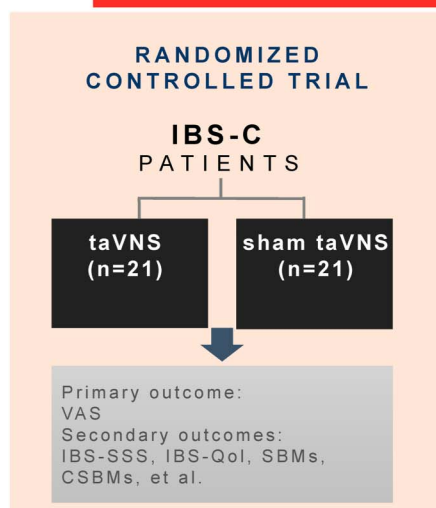 RANDOMIZED
CONTROLLED TRIAL
IBS-C
PATIENTS
taVNS
(n=21)
sham taVNS
(n=21)
Primary outcome:
VAS
Secondary outcomes:
IBS-SSS, IBS-Qol, SBMs,
CSBMs, et al.